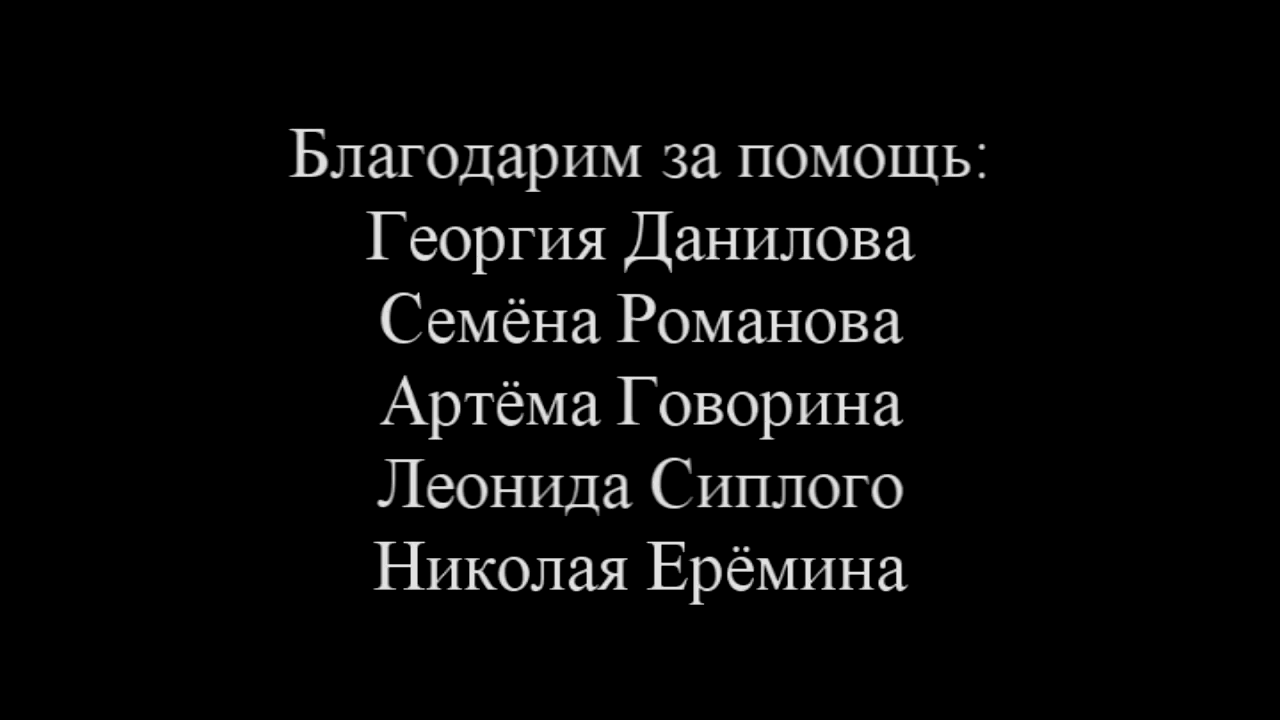 Благодарим за помощь:
Георгия Данилова
Семёна Романова
Артёма Говорина
Леонида Сиплого
Николая Ерёмина